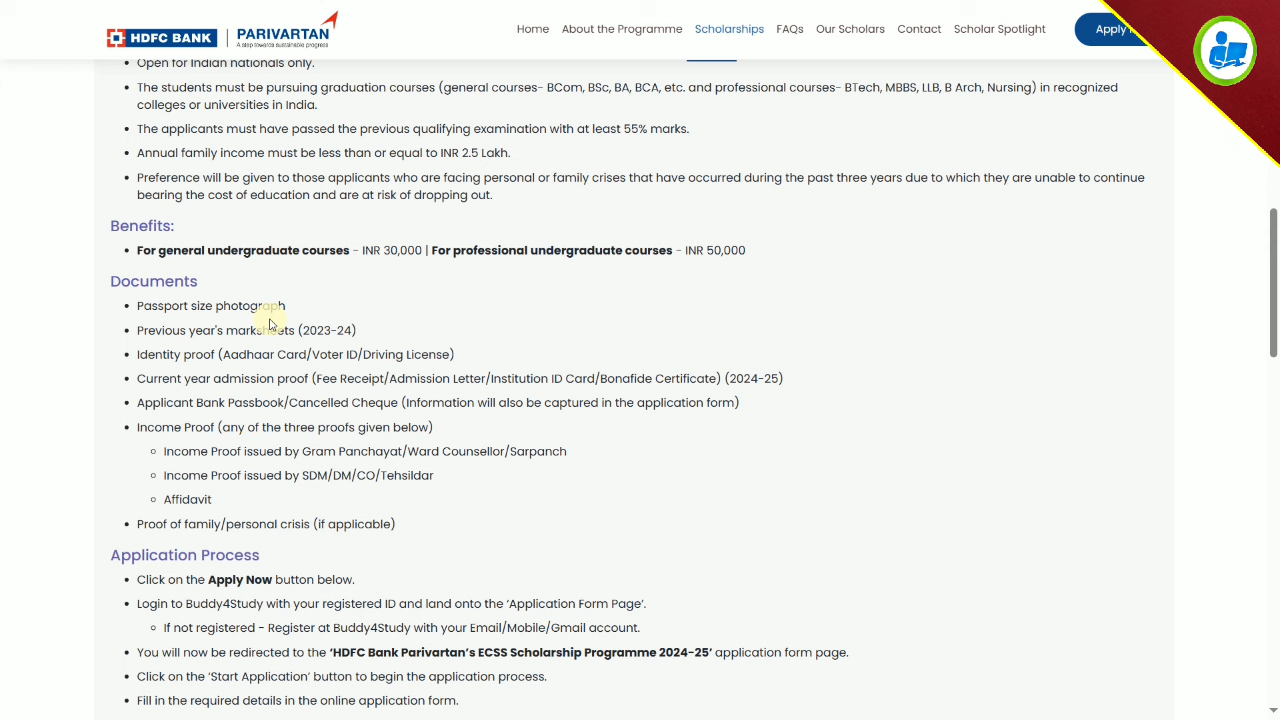 HDFC BANK
PARIVARTAN
A step towards sustainable progress
Home About the Programme Scholarships FAQs Our Scholars Contact Scholar Spotlight
Apply
Open for Indian nationals only.
The students must be pursuing graduation courses (general courses- BCom, BSc, BA, BCA, etc. and professional courses- BTech, MBBS, LLB, B Arch, Nursing) in recognized
colleges or universities in India.
The applicants must have passed the previous qualifying examination with at least 55% marks.
Annual family income must be less than or equal to INR 2.5 Lakh.
Preference will be given to those applicants who are facing personal or family crises that have occurred during the past three years due to which they are unable to continue
bearing the cost of education and are at risk of dropping out.
Benefits:
For general undergraduate courses - INR 30,000 | For professional undergraduate courses - INR 50,000
Documents
Passport size photograph
Previous year's marksheets (2023-24)
Identity proof (Aadhaar Card/Voter ID/Driving License)
Current year admission proof (Fee Receipt/Admission Letter/Institution ID Card/Bonafide Certificate) (2024-25)
Applicant Bank Passbook/Cancelled Cheque (Information will also be captured in the application form)
Income Proof (any of the three proofs given below)
Income Proof issued by Gram Panchayat/Ward Counsellor/Sarpanch
Income Proof issued by SDM/DM/CO/Tehsildar
Affidavit
Proof of family/personal crisis (if applicable)
Application Process
Click on the Apply Now button below.
Login to Buddy4Study with your registered ID and land onto the ‘Application Form Page’.
If not registered - Register at Buddy4Study with your Email/Mobile/Gmail account.
You will now be redirected to the ‘HDFC Bank Parivartan’s ECSS Scholarship Programme 2024-25’ application form page.
Click on the ‘Start Application’ button to begin the application process.
Fill in the required details in the online application form.